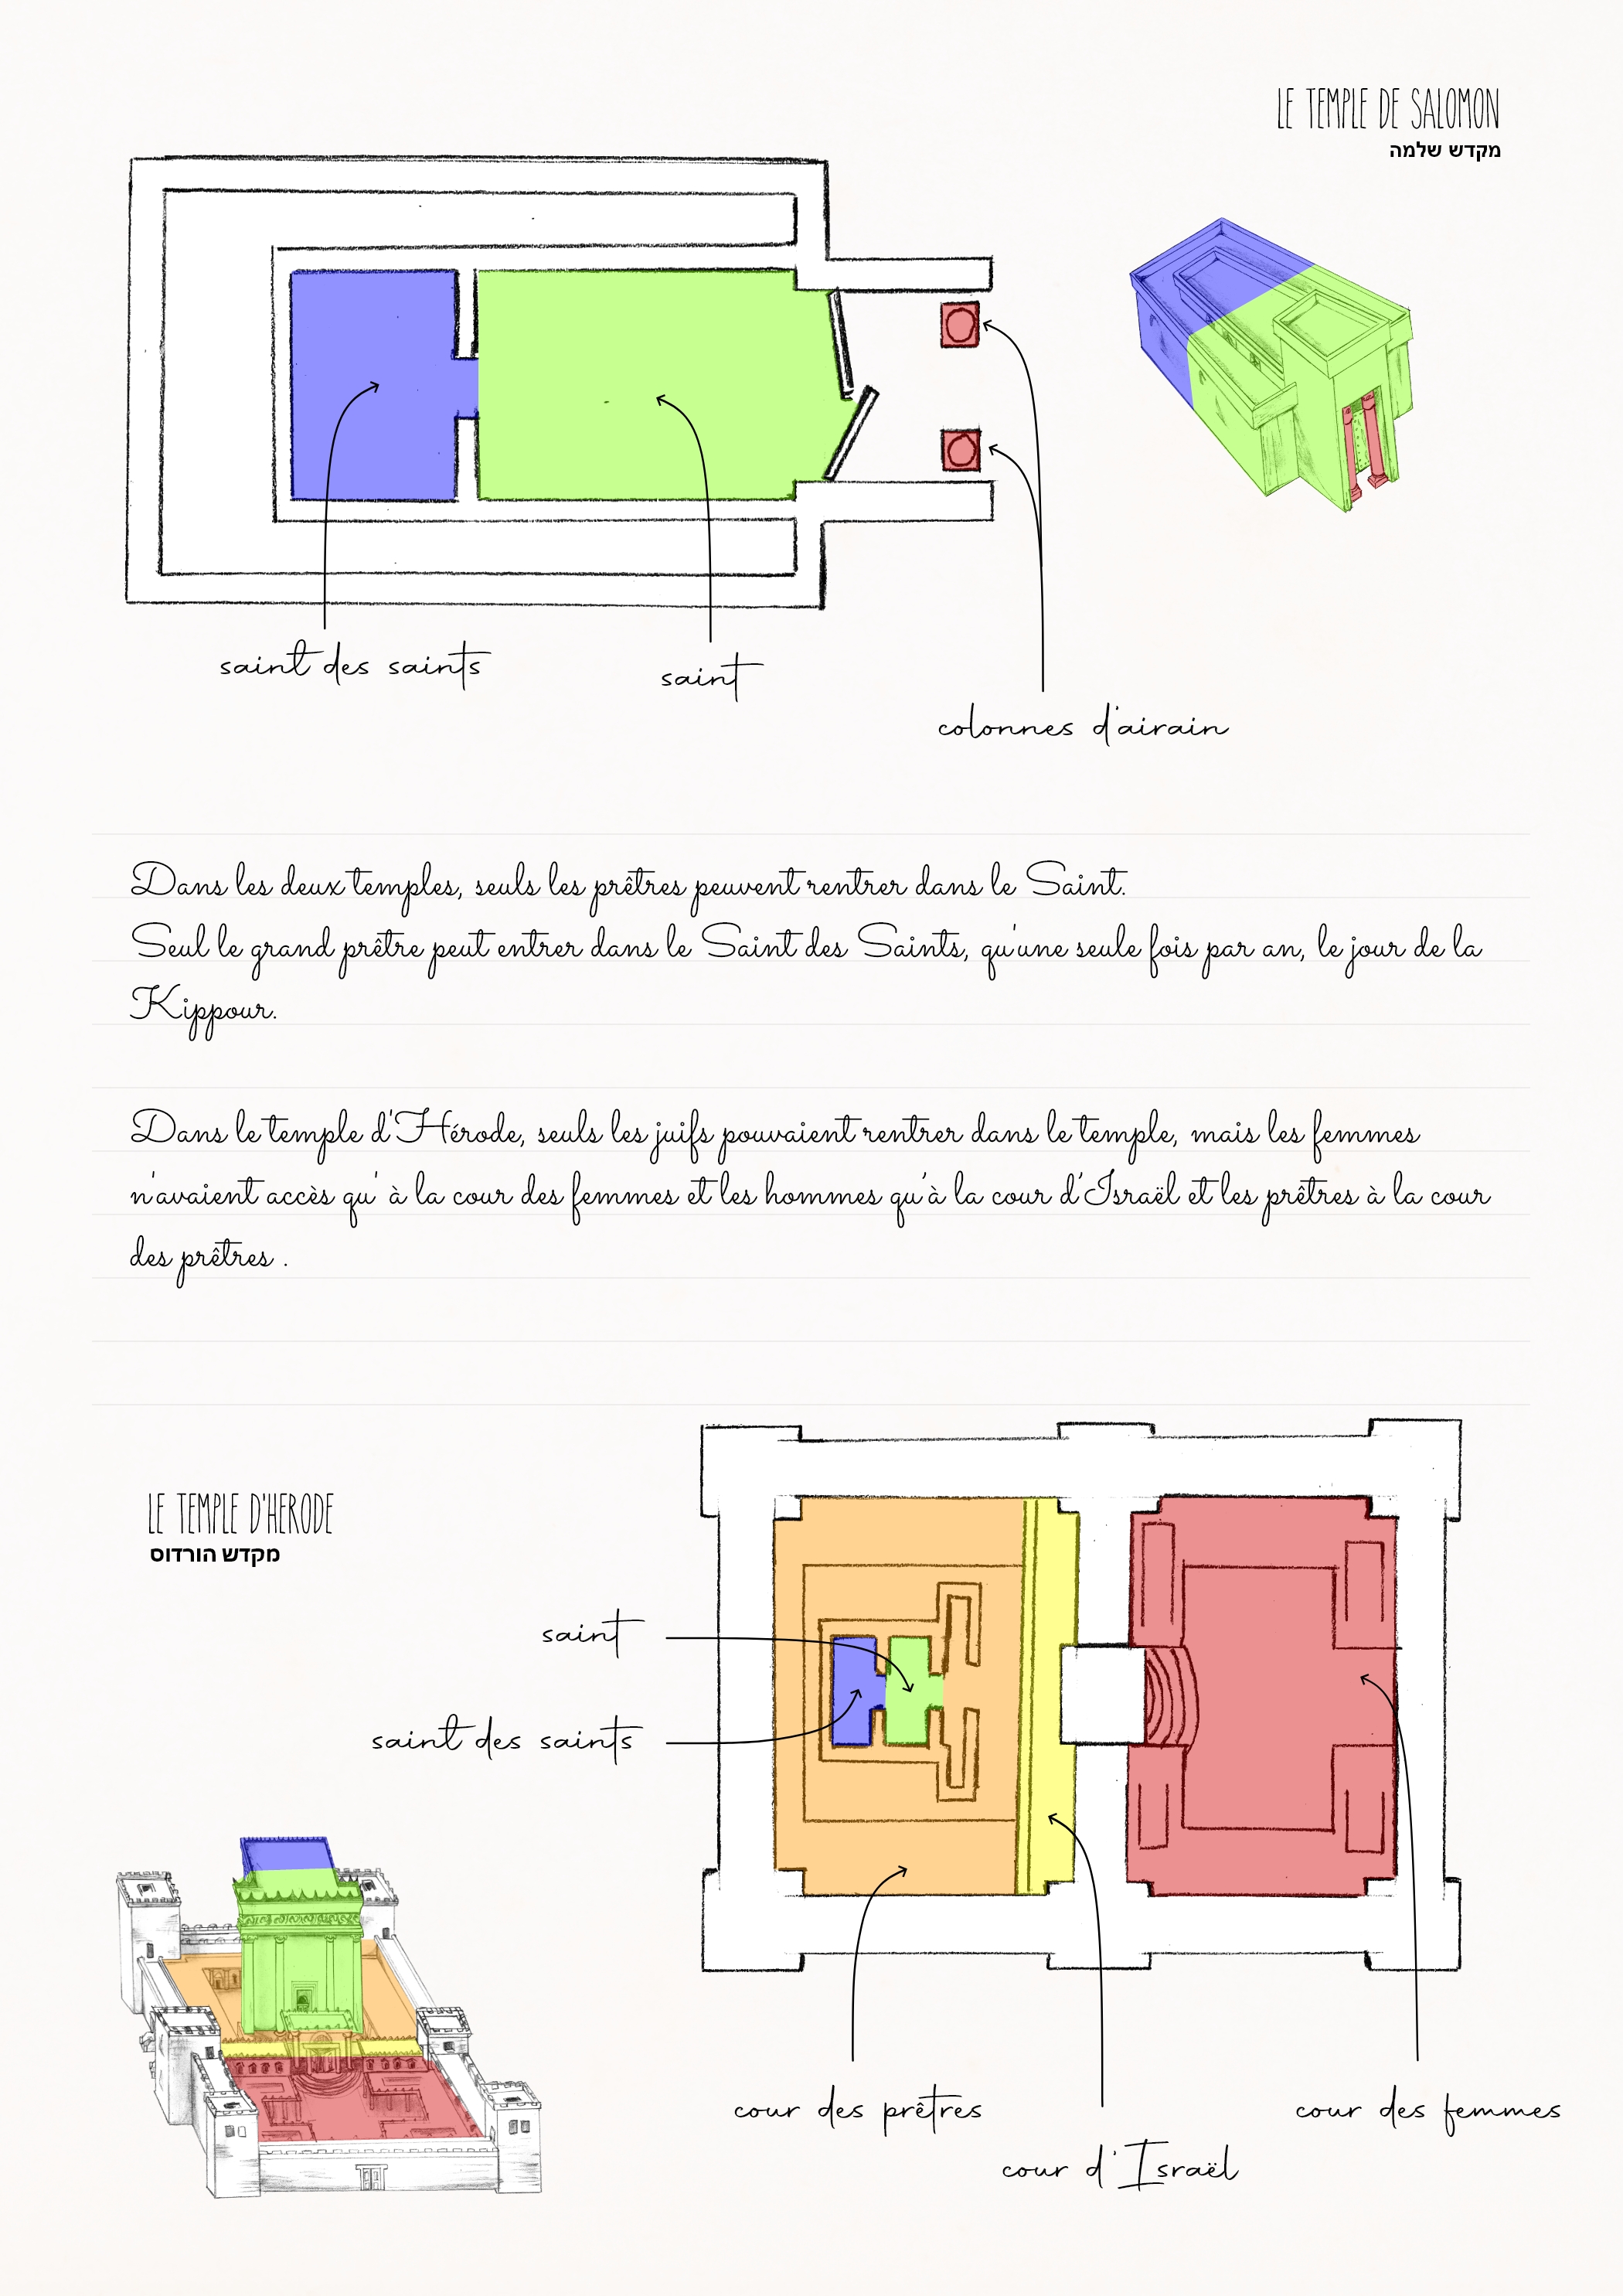 LE TEMPLE DE SALOMON
מקדש שלמה
saint des saints
saint
colonnes d'airain
Dans les deux temples, seuls les prêtres peuvent rentrer dans le Saint.
Seul le grand prêtre peut entrer dans le Saint des Saints, qu'une seule fois par an, le jour de la
Kippour.
Dans le temple d'Hérode, seuls les juifs pouvaient rentrer dans le temple, mais les femmes
n'avaient accès qu' à la cour des femmes et les hommes qu'à la cour d'Israël et les prêtres à la cour
des prêtres .
LE TEMPLE D'HERODE
מקדש הורדוס
saint
saint des saints
cour des prêtres
cour d'Israël
cour des femmes